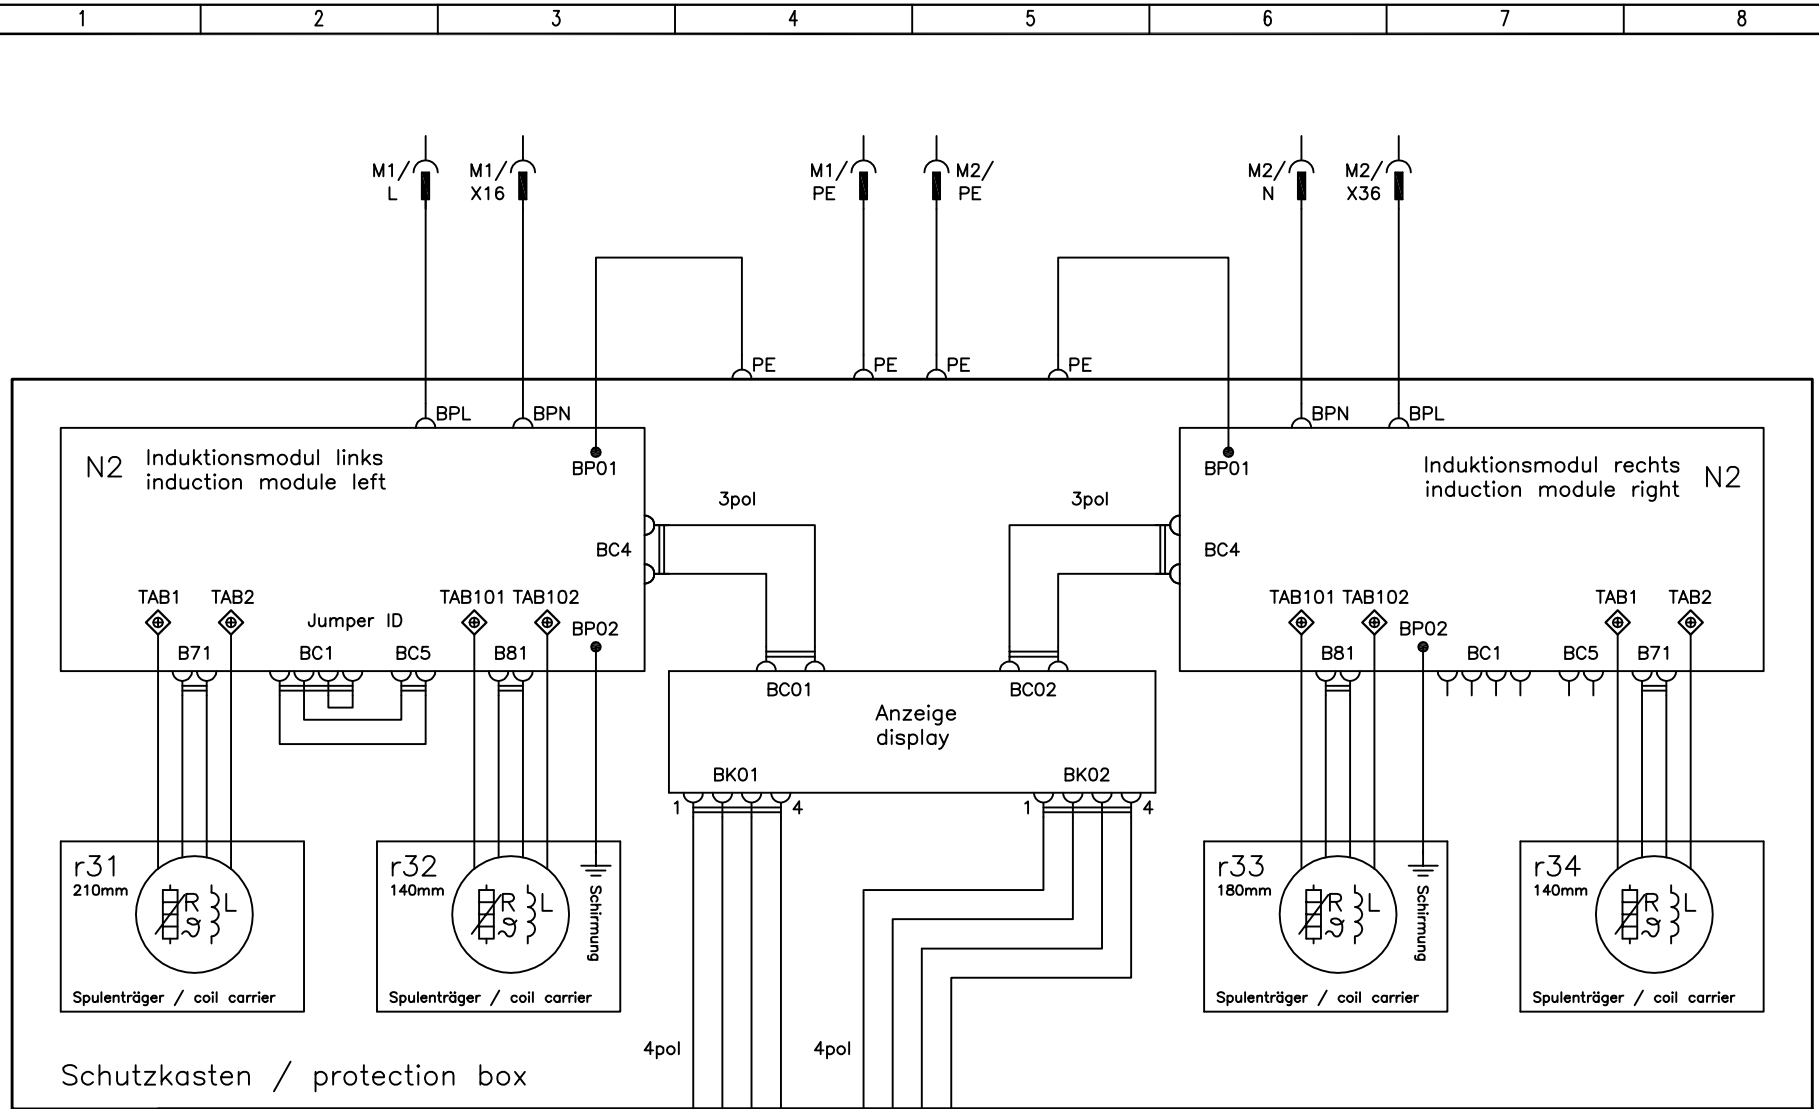 1 2 3 4 5 6 7 8
M1/ M1/ M1/ M2/ M2/ M2/
L X16 PE PE N X36
PE PE PE PE
BPL BPN BPN BPL
N2 Induktionsmodul links
induction module left
BP01
BC4
TAB1 TAB2 TAB101 TAB102
Jumper ID
BP02
B71 BC1 BC5 B81
3pol 3pol
Induktionsmodul rechts N2
induction module right
BP01
BC4
TAB101 TAB102 TAB1 TAB2
BP02
B81 BC1 BC5 B71
BC01 BC02
Anzeige
display
BK01 BK02
1 4 1 4
r31
210mm
R L
ϑ
Spulenträger / coil carrier
r32
140mm
R L
ϑ
Schirmung
Spulenträger / coil carrier
r33
180mm
R L
ϑ
Schirmung
Spulenträger / coil carrier
r34
140mm
R L
ϑ
Spulenträger / coil carrier
4pol 4pol
Schutzkasten / protection box